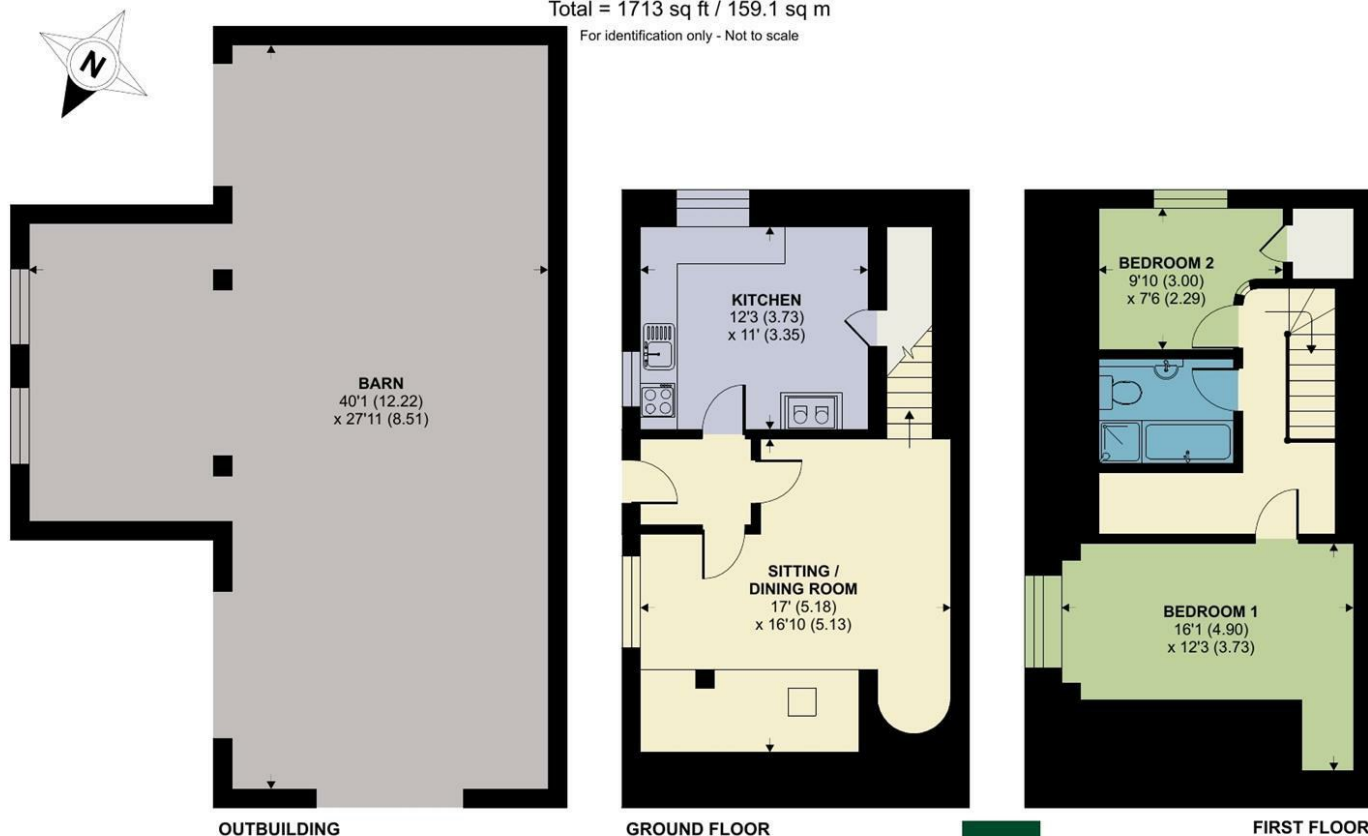 Total = 1713 sq ft / 159.1 sq m
For identification only - Not to scale
N
BARN
40'1 (12.22)
x 27'11 (8.51)
KITCHEN
12'3 (3.73)
x 11' (3.35)
SITTING /
DINING ROOM
17' (5.18)
x 16'10 (5.13)
BEDROOM 2
9'10 (3.00)
x 7'6 (2.29)
BEDROOM 1
16'1 (4.90)
x 12'3 (3.73)
OUTBUILDING
GROUND FLOOR
FIRST FLOOR